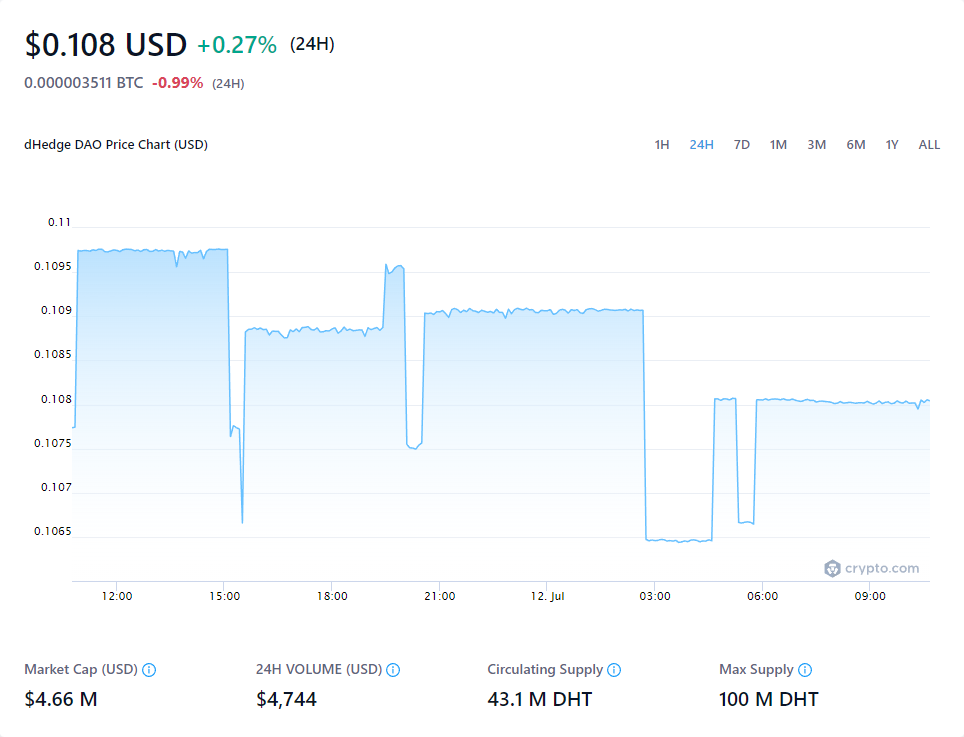 $0.108 USD +0.27% (24H)
0.000003511 BTC -0.99% (24H)
dHedge DAO Price Chart (USD) 1H 24H 7D 1M 3M 6M 1Y ALL
0.11
0.1095
0.109
0.1085
0.108
0.1075
0.107
0.1065
crypto.com
12:00 15:00 18:00 21:00 12. Jul 03:00 06:00 09:00
Market Cap (USD) 24H VOLUME (USD) Circulating Supply Max Supply
$4.66 M $4,744 43.1 M DHT 100 M DHT